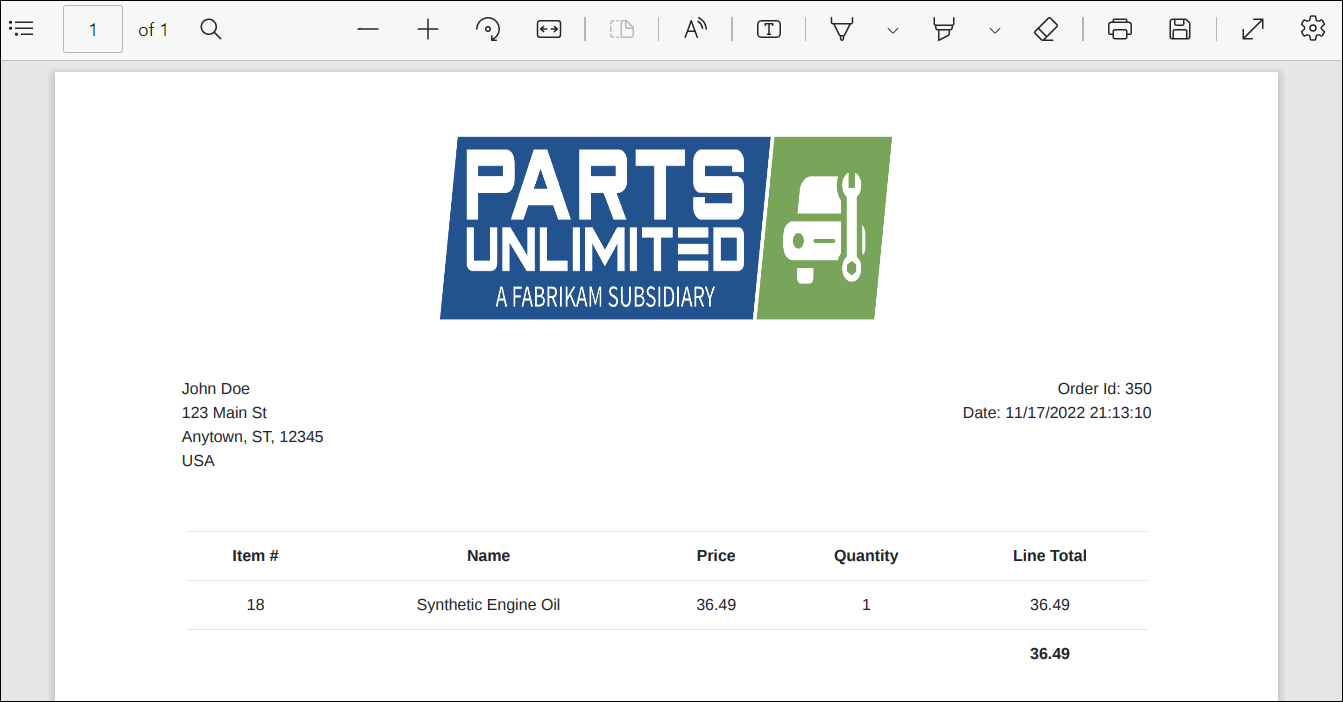 1 of 1
PARTS
UNLIMITED
A FABRIKAM SUBSIDIARY
John Doe
123 Main St
Anytown, ST, 12345
USA
Order Id: 350
Date: 11/17/2022 21:13:10
Item # Name Price Quantity Line Total
18 Synthetic Engine Oil 36.49 1 36.49
36.49